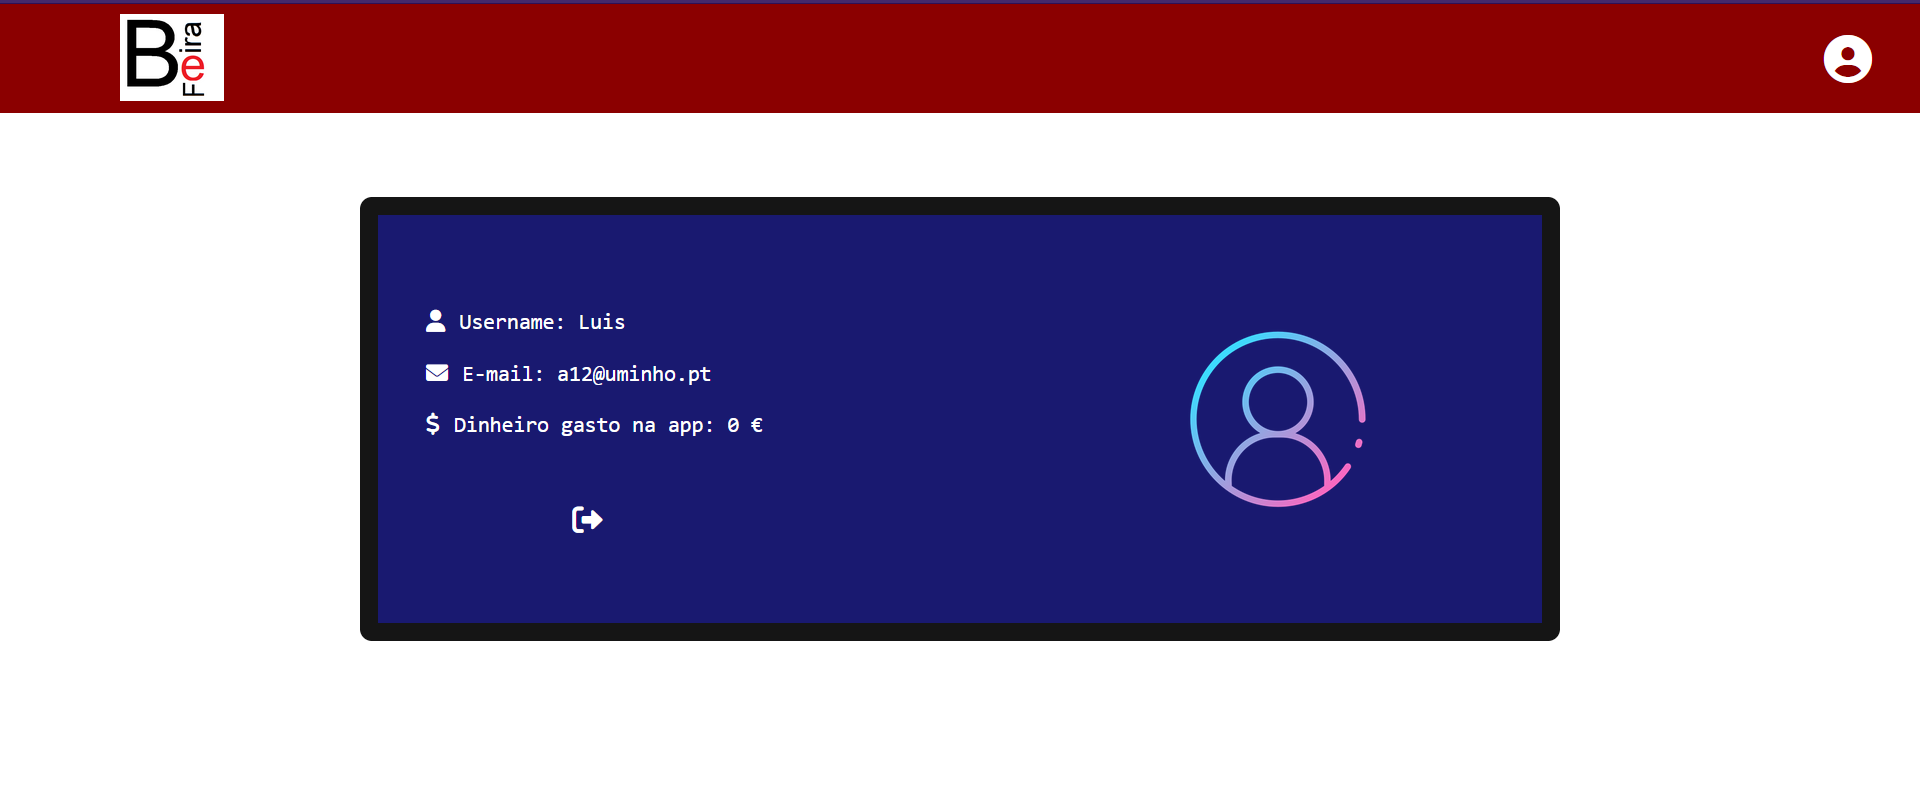 B
Feira
Username: Luis
E-mail: a12@uminho.pt
Dinheiro gasto na app: 0 €